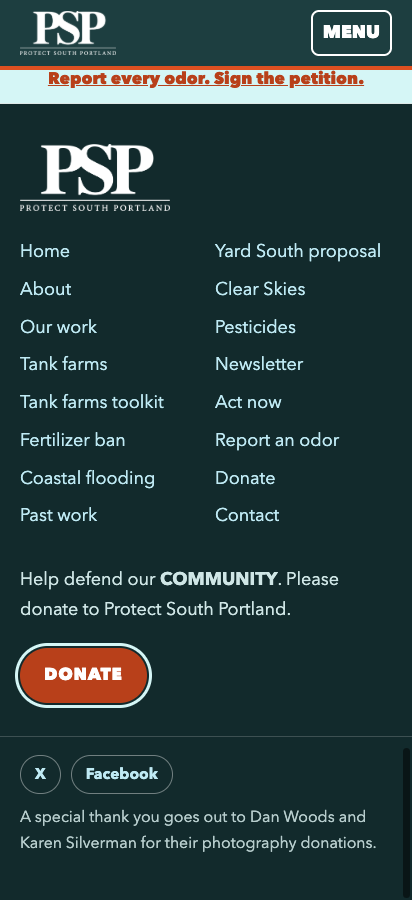 PSP
PROTECT SOUTH PORTLAND
MENU
Report every odor. Sign the petition.
PSP
PROTECT SOUTH PORTLAND
Home
About
Our work
Tank farms
Tank farms toolkit
Fertilizer ban
Coastal flooding
Past work
Yard South proposal
Clear Skies
Pesticides
Newsletter
Act now
Report an odor
Donate
Contact
Help defend our COMMUNITY. Please
donate to Protect South Portland.
DONATE
X
Facebook
A special thank you goes out to Dan Woods and
Karen Silverman for their photography donations.